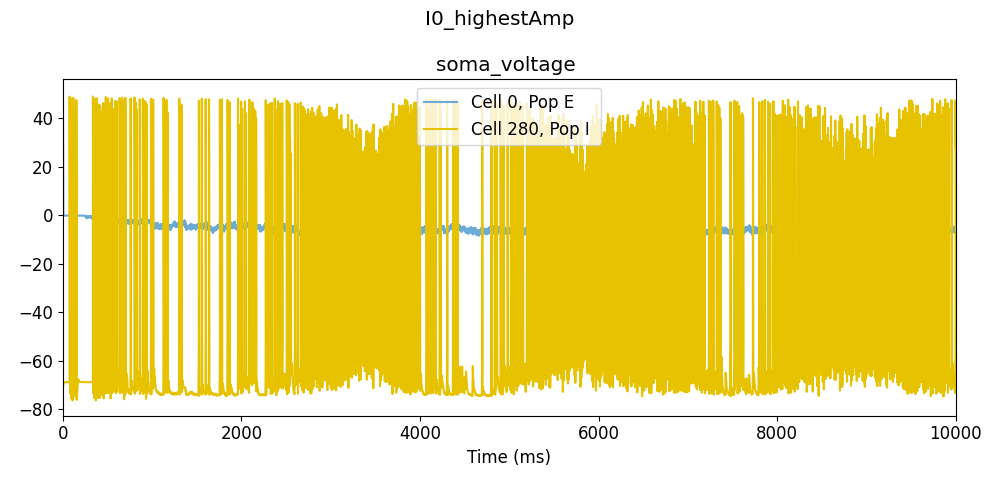 I0_highestAmp
soma_voltage
Cell 0, Pop E
Cell 280, Pop I
40
20
0
−20
−40
−60
−80
0 2000 4000 6000 8000 10000
Time (ms)